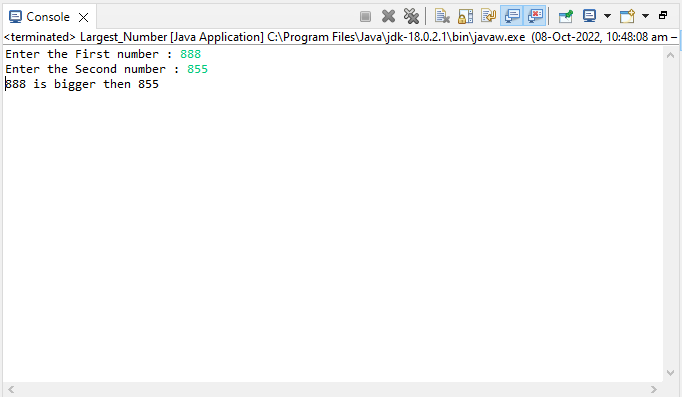 Console
<terminated> Largest_Number [Java Application] C:\Program Files\Java\jdk-18.0.2.1\bin\javaw.exe (08-Oct-2022, 10:48:08 am –
Enter the First number : 888
Enter the Second number : 855
888 is bigger then 855